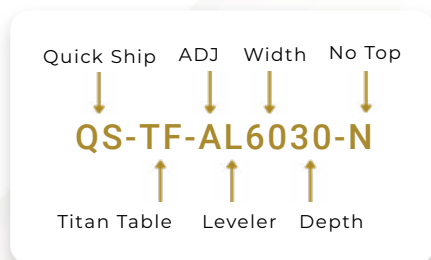 Quick Ship ADJ Width No Top
QS-TF-AL6030-N
Titan Table Leveler Depth